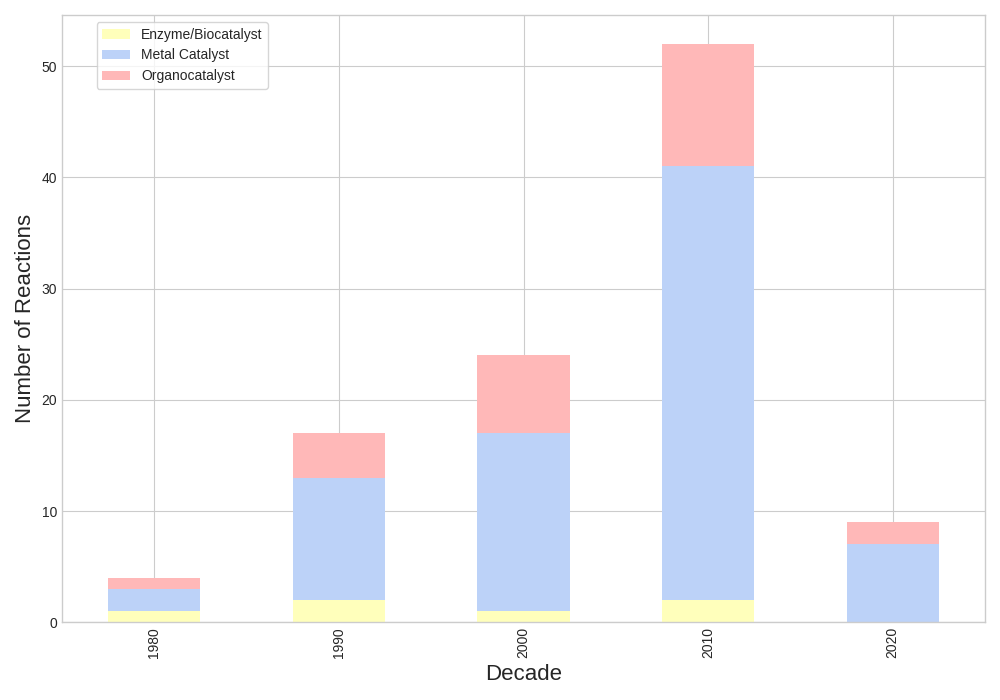 Enzyme/Biocatalyst
Metal Catalyst
Organocatalyst
Number of Reactions
50
40
30
20
10
0
1980
1990
2000
2010
2020
Decade